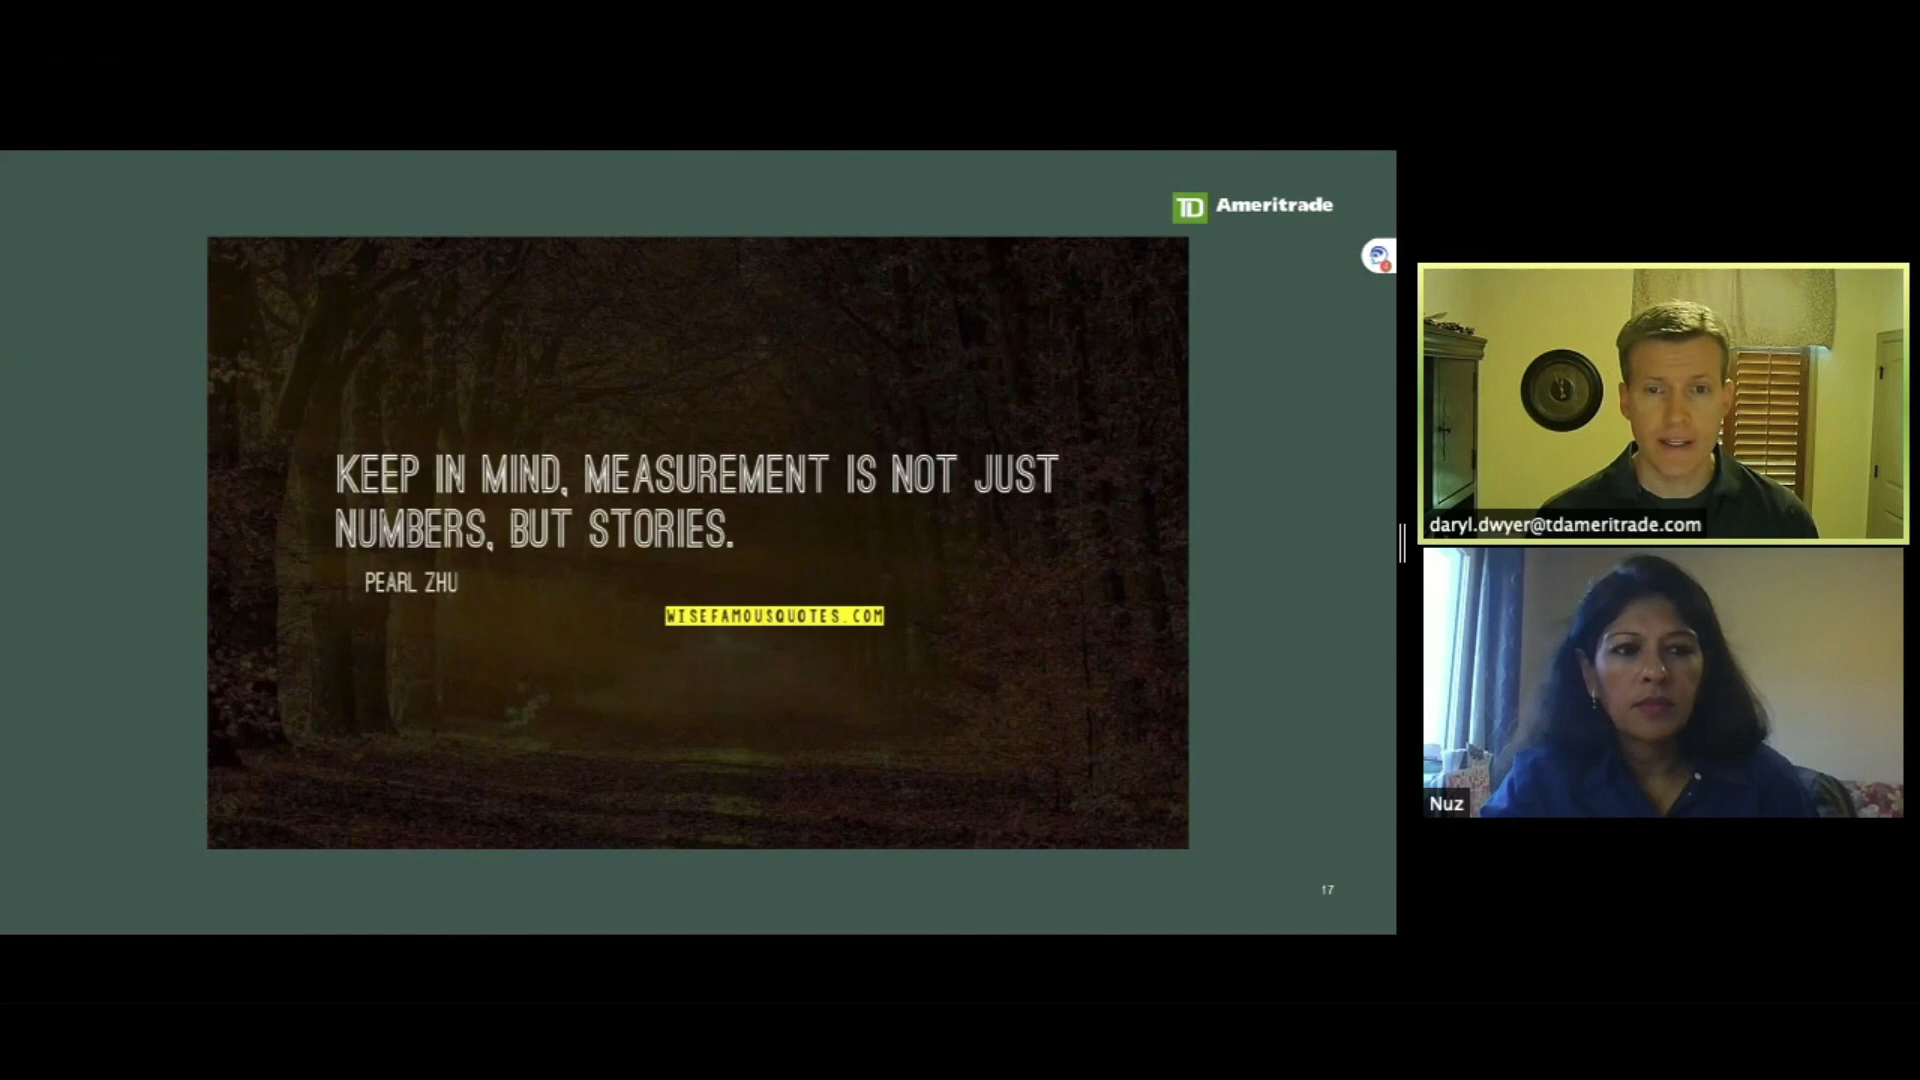 TD Ameritrade
KEEP IN MIND, MEASUREMENT IS NOT JUST
NUMBERS, BUT STORIES.
PEARL ZHU
WISEFAMOUSQUOTES.COM
17
daryl.dwyer@tdameritrade.com
Nuz